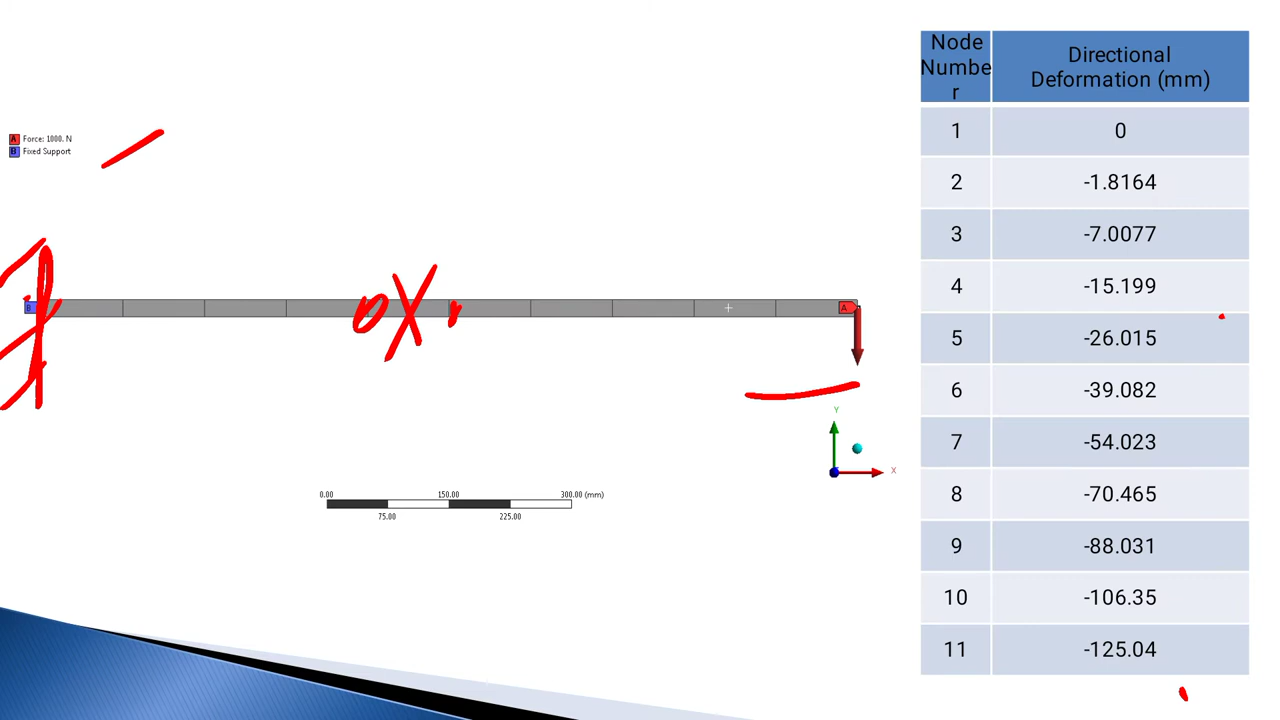 A Force: 1000. N
B Fixed Support
B
A
Y
X
0.00 150.00 300.00 (mm)
75.00 225.00
Node
Numbe
r
Directional
Deformation (mm)
1 0
2 -1.8164
3 -7.0077
4 -15.199
5 -26.015
6 -39.082
7 -54.023
8 -70.465
9 -88.031
10 -106.35
11 -125.04